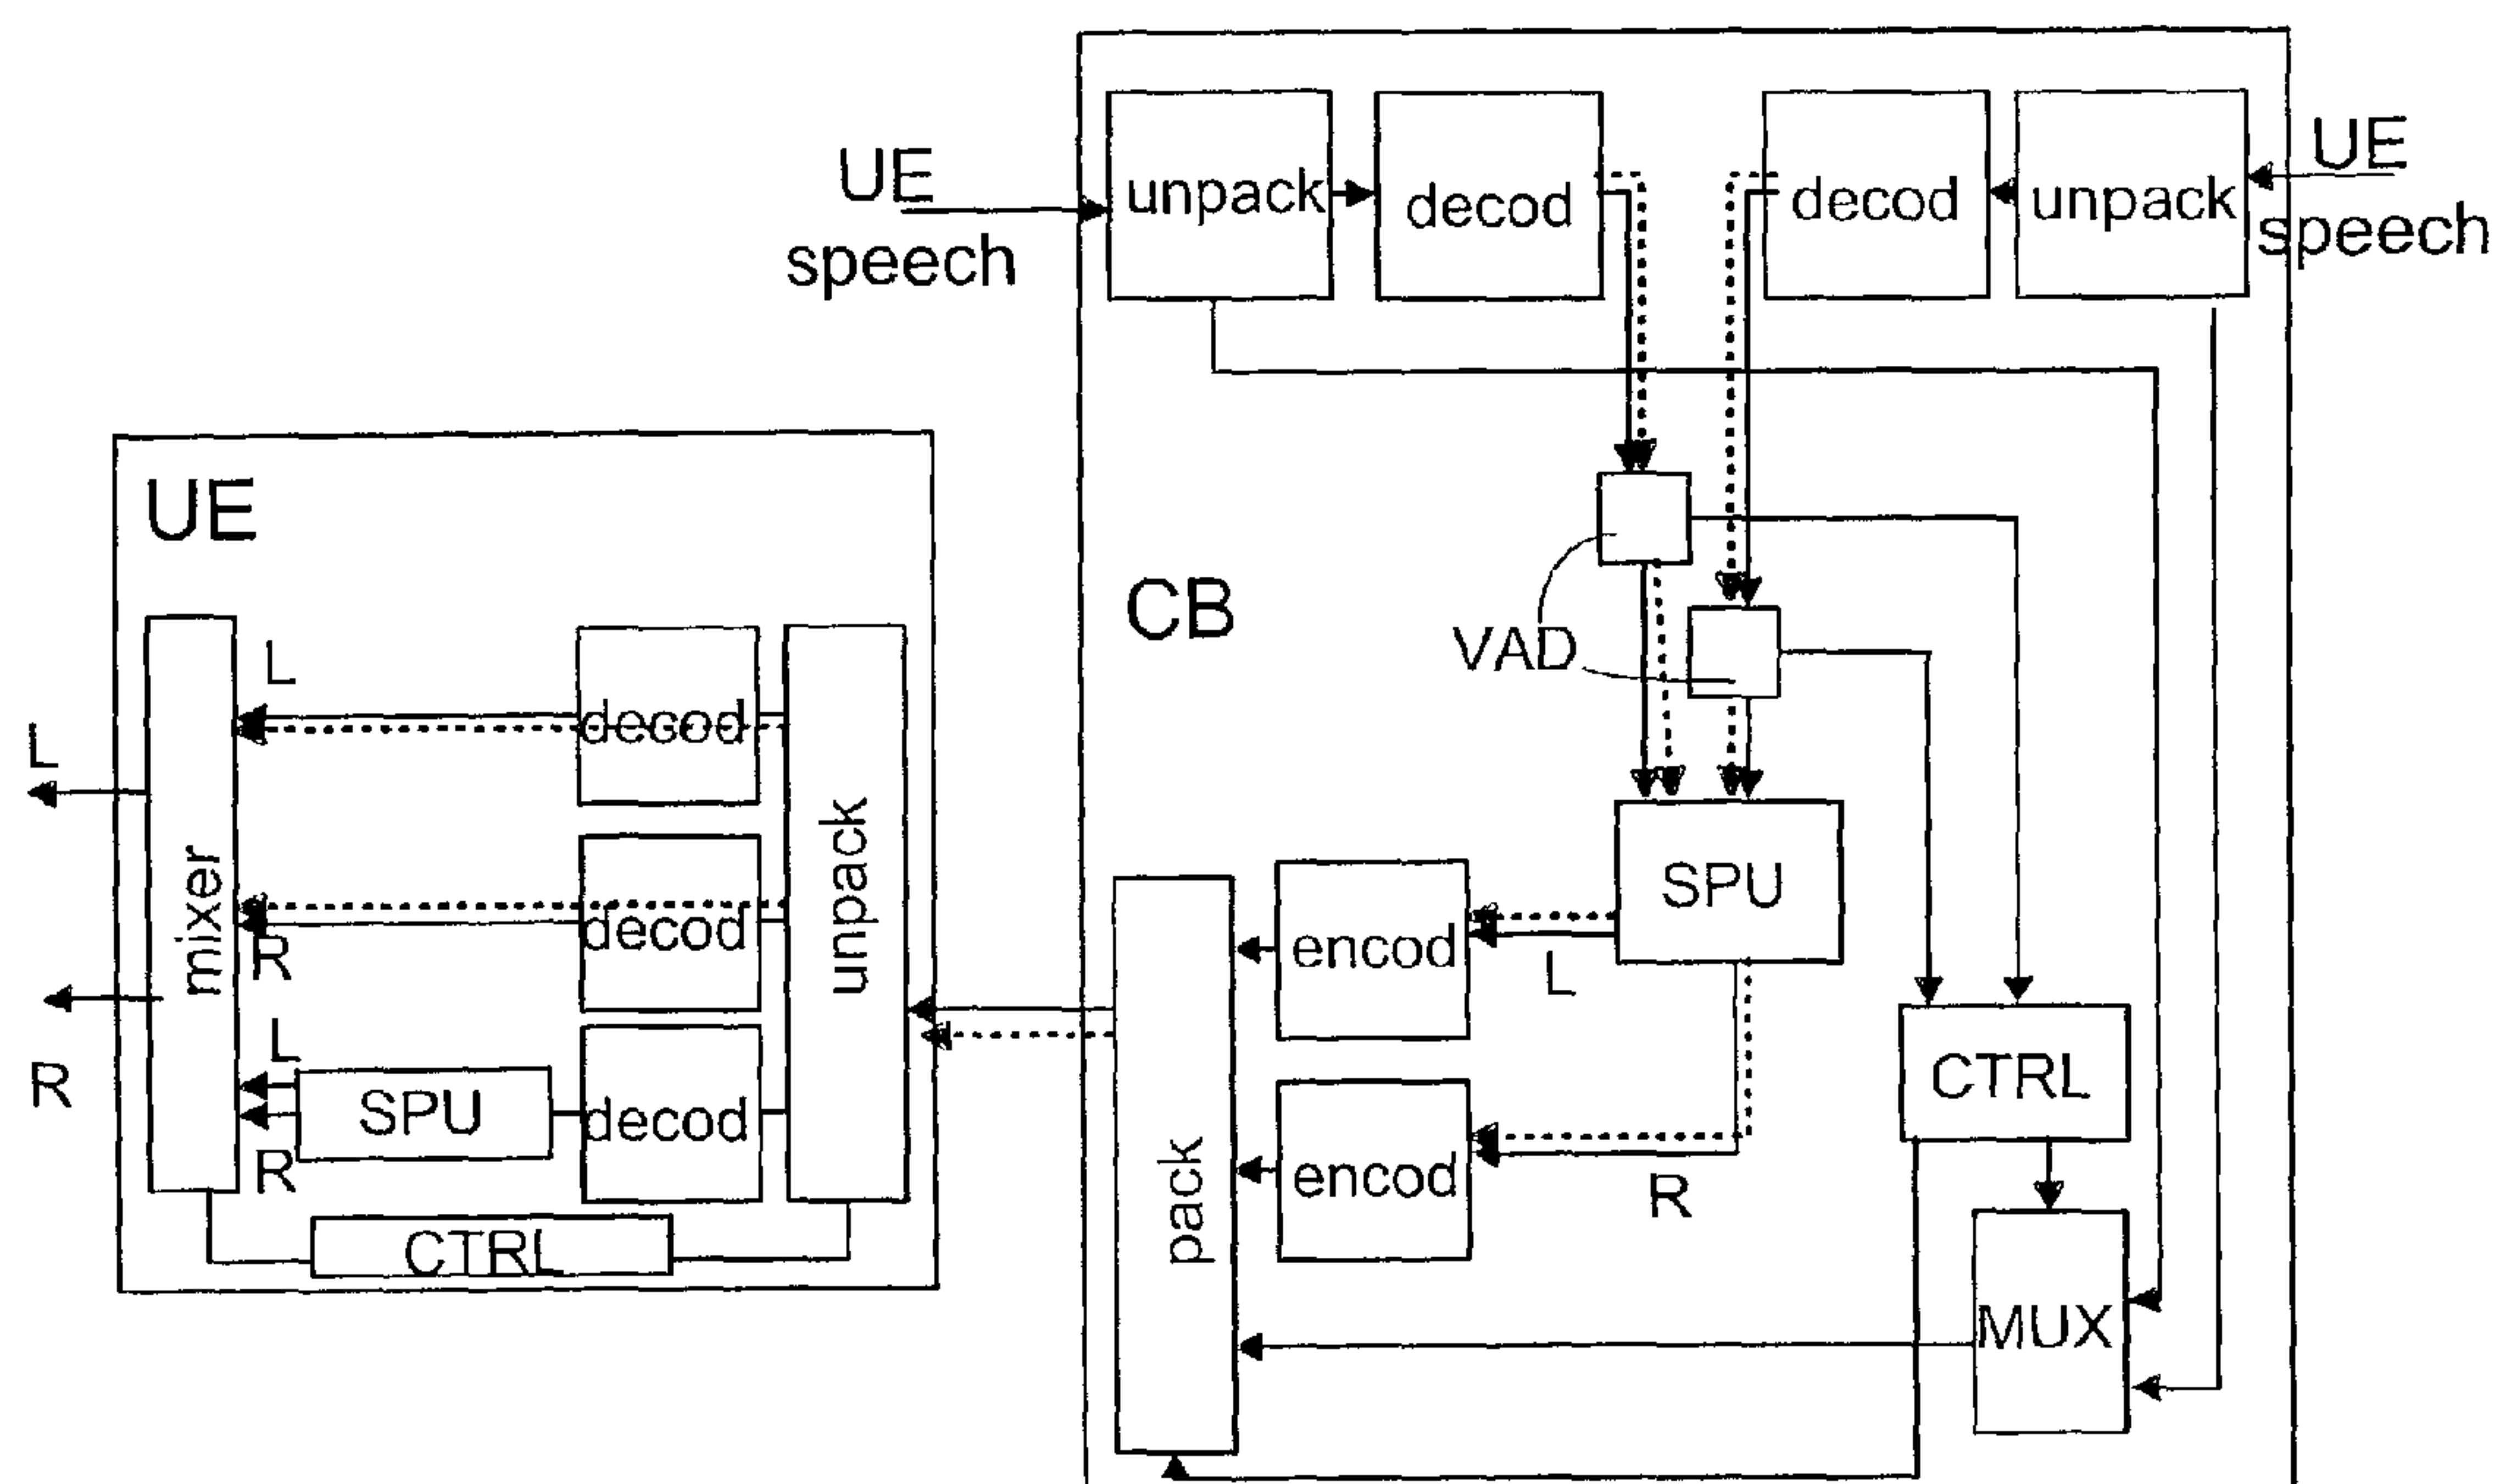 UE
speech
unpack
decod
decod
unpack
UE
speech
UE
CB
VAD
L
L
decod
mixer
R
decod
unpack
R
L
R
SPU
decod
CTRL
SPU
encod
L
encod
R
pack
CTRL
MUX